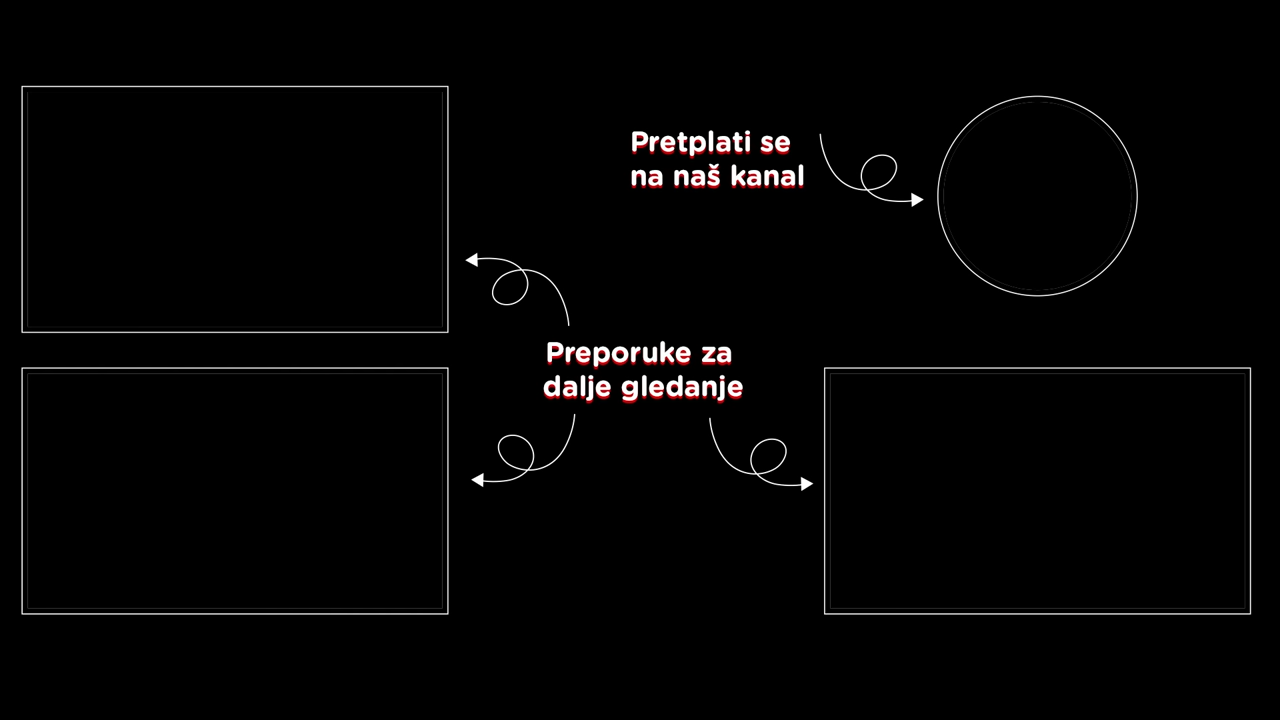 Pretplati se
na naš kanal
Preporuke za
dalje gledanje